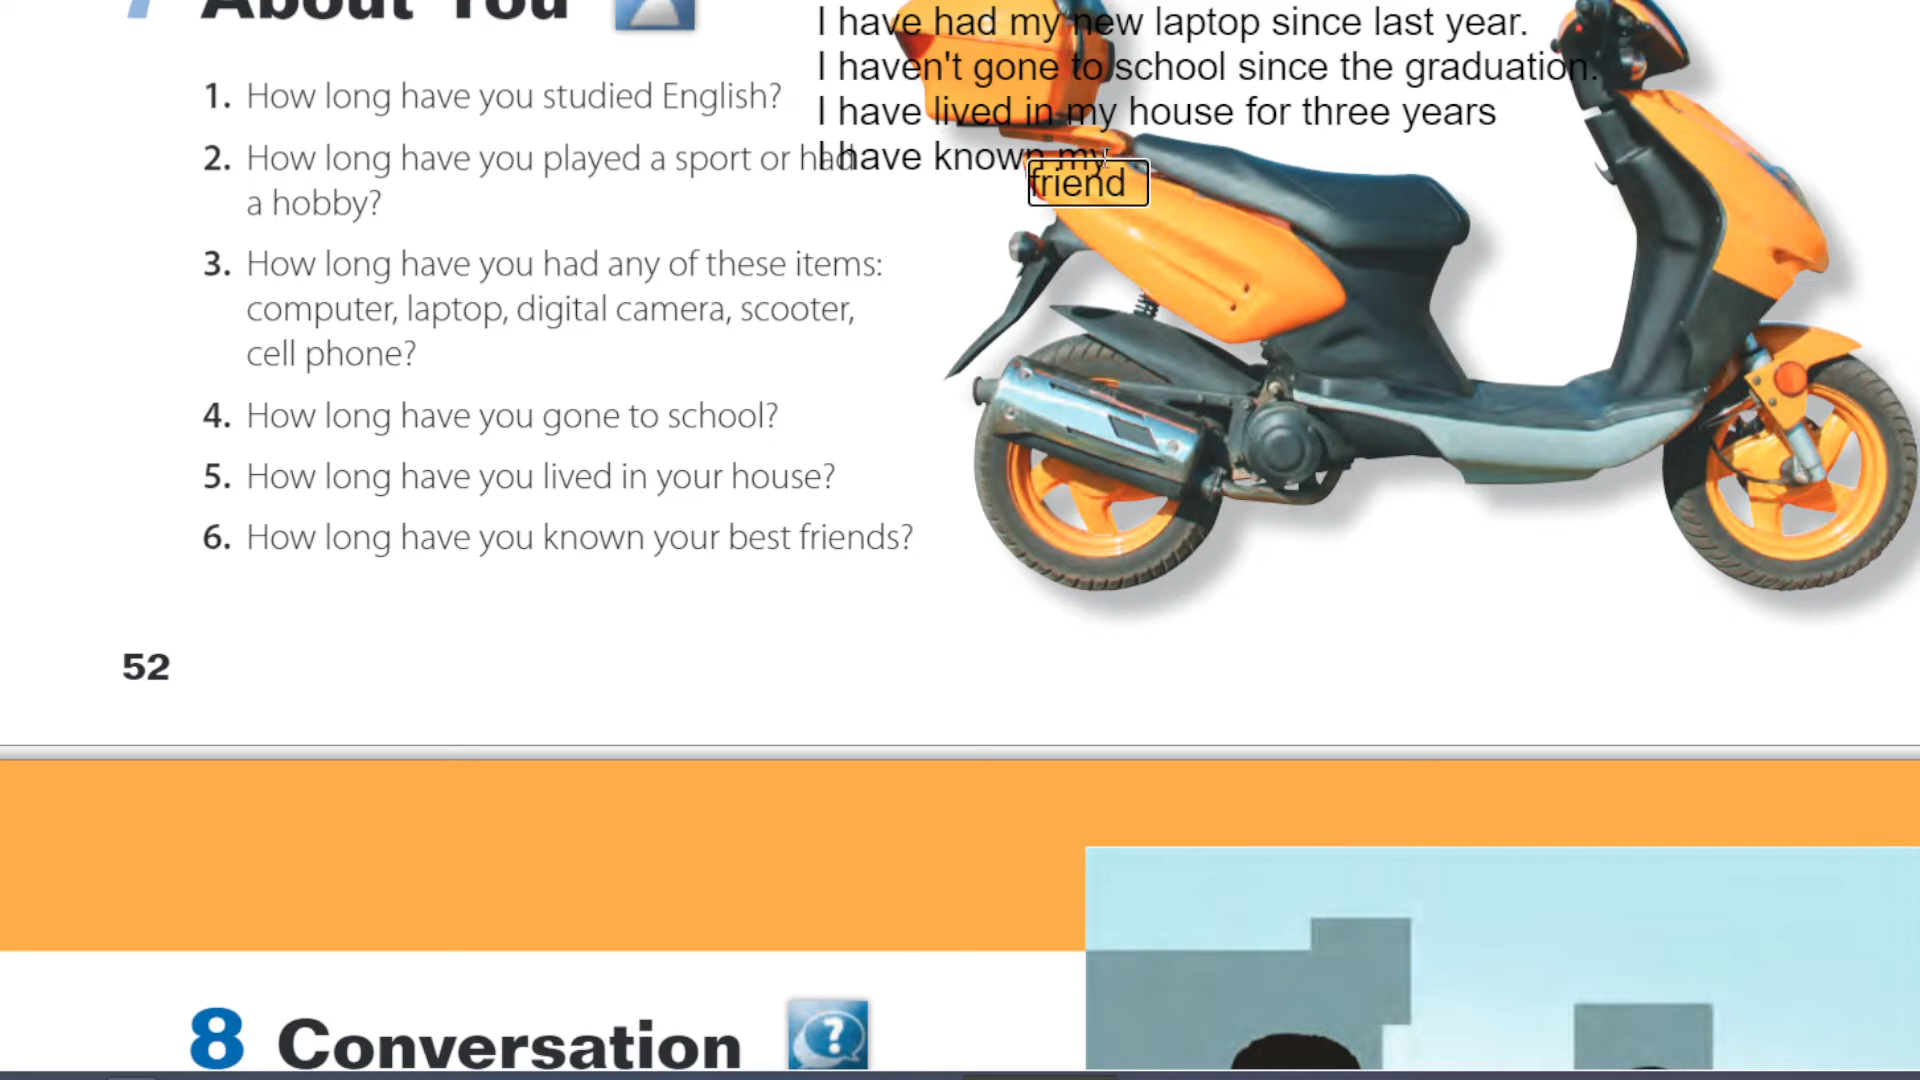 7 About You
I have had my new laptop since last year.
I haven't gone to school since the graduation.
I have lived in my house for three years
I have known my
friend
1. How long have you studied English?
2. How long have you played a sport or had
a hobby?
3. How long have you had any of these items:
computer, laptop, digital camera, scooter,
cell phone?
4. How long have you gone to school?
5. How long have you lived in your house?
6. How long have you known your best friends?
52
8 Conversation
?